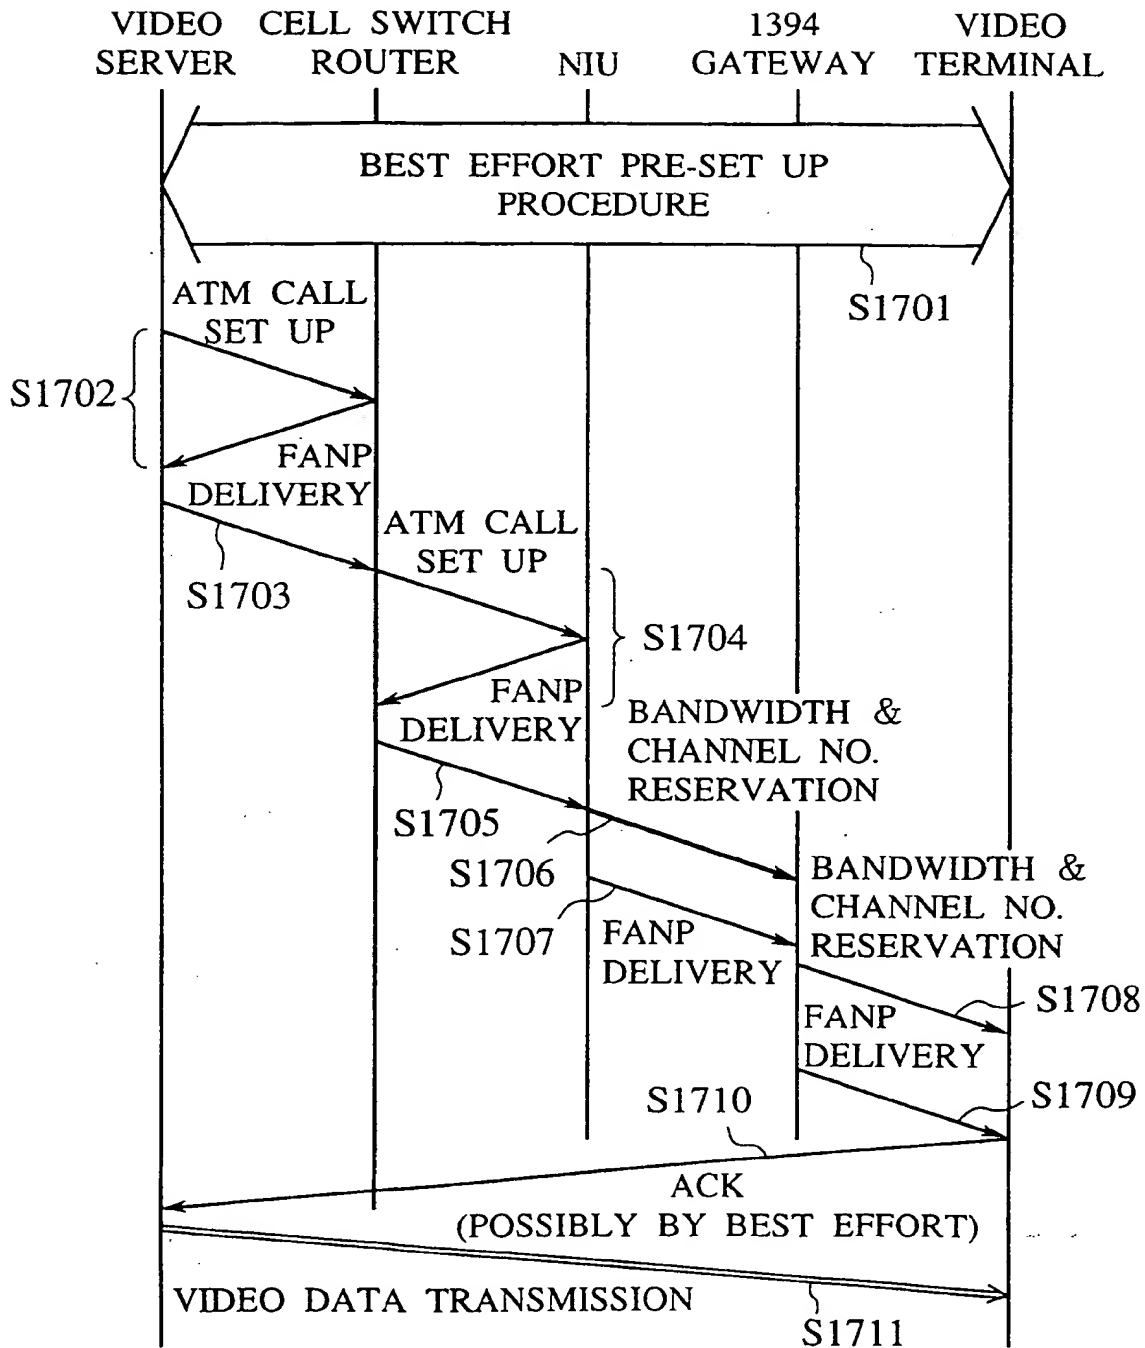 VIDEO
SERVER
CELL SWITCH
ROUTER
NIU
1394
GATEWAY
VIDEO
TERMINAL
BEST EFFORT PRE-SET UP
PROCEDURE
S1701
ATM CALL
SET UP
S1702
FANP
DELIVERY
S1703
ATM CALL
SET UP
S1704
FANP
DELIVERY
S1705
BANDWIDTH &
CHANNEL NO.
RESERVATION
S1706
S1707
FANP
DELIVERY
BANDWIDTH &
CHANNEL NO.
RESERVATION
S1708
FANP
DELIVERY
S1709
S1710
ACK
(POSSIBLY BY BEST EFFORT)
VIDEO DATA TRANSMISSION
S1711